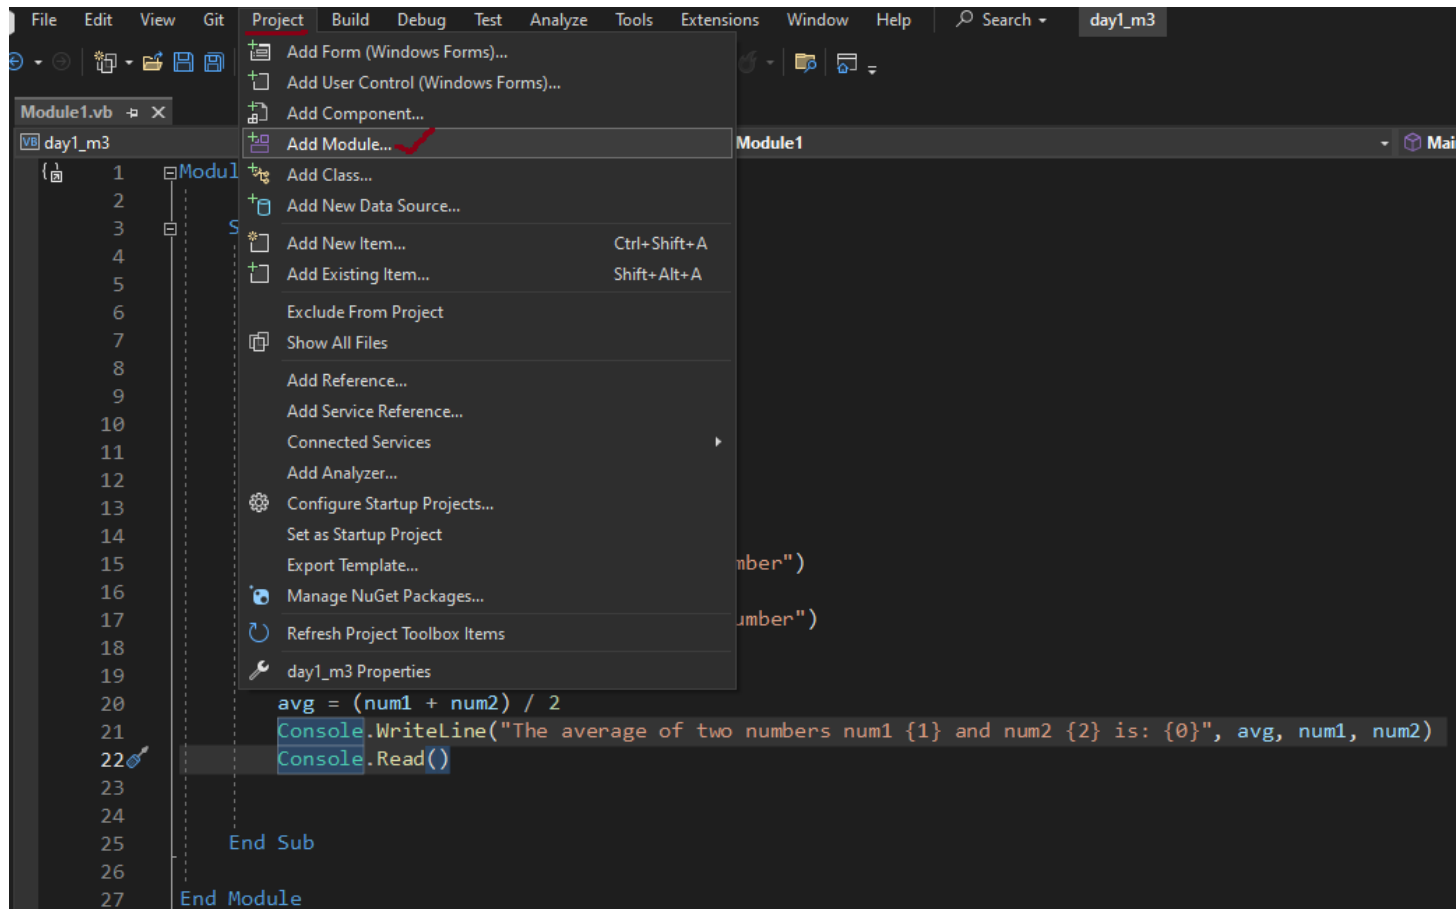 File Edit View Git Project Build Debug Test Analyze Tools Extensions Window Help Search day1_m3
Module1.vb
VB day1_m3 Module1
Add Form (Windows Forms)...
Add User Control (Windows Forms)...
Add Component...
Add Module...
Add Class...
Add New Data Source...
Add New Item... Ctrl+Shift+A
Add Existing Item... Shift+Alt+A
Exclude From Project
Show All Files
Add Reference...
Add Service Reference...
Connected Services
Add Analyzer...
Configure Startup Projects...
Set as Startup Project
Export Template...
Manage NuGet Packages...
Refresh Project Toolbox Items
day1_m3 Properties
1 Modul
2
3 S
4
5
6
7
8
9
10
11
12
13
14
15 mber")
16
17 umber")
18
19
20 avg = (num1 + num2) / 2
21 Console.WriteLine("The average of two numbers num1 {1} and num2 {2} is: {0}", avg, num1, num2)
22 Console.Read()
23
24
25 End Sub
26
27 End Module